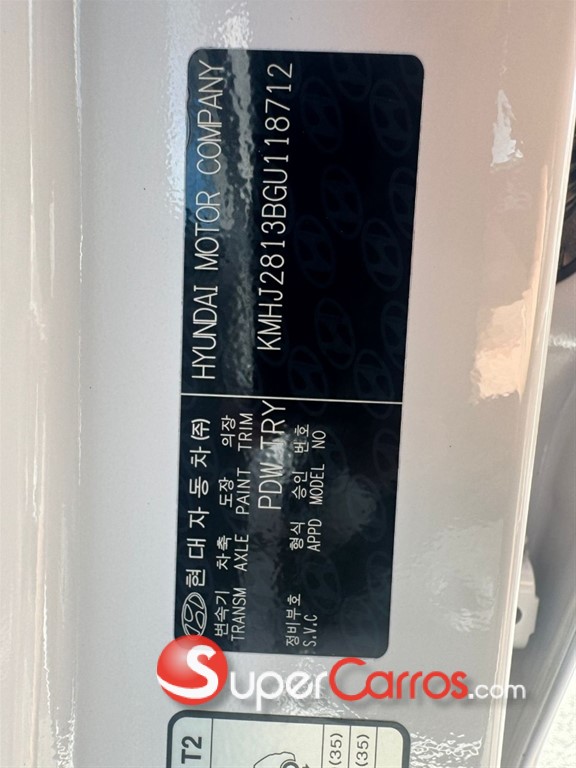 현대자동차(주) HYUNDAI MOTOR COMPANY
변속기 차축 도장 의장
TRANSM AXLE PAINT TRIM
PDW TRY KMHJ2813BGU118712
정비부호 형식 승인 번호
S.V.C APPD MODEL NO
SUPERCARROS.com
T2
(35)
(35)